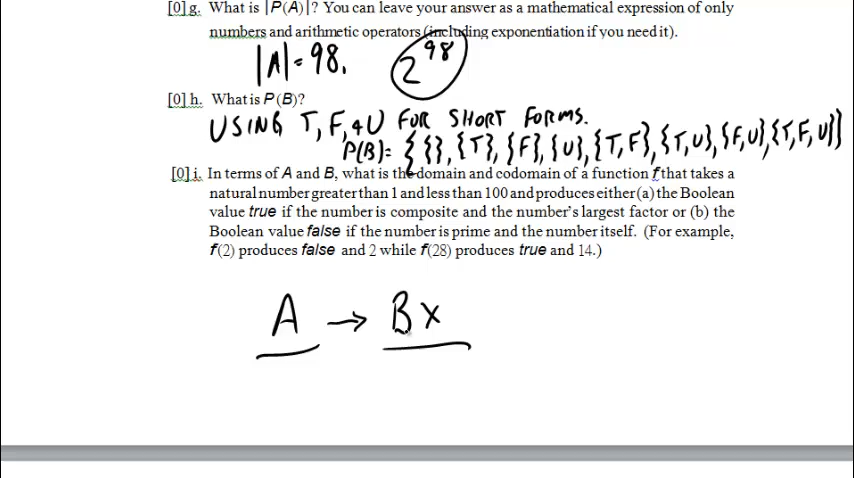 [0] g. What is |P(A)|? You can leave your answer as a mathematical expression of only
numbers and arithmetic operators (including exponentiation if you need it).
|A| = 98. 2^98
[0] h. What is P(B)?
USING T, F, & U FOR SHORT FORMS.
P(B) = { {}, {T}, {F}, {U}, {T, F}, {T, U}, {F, U}, {T, F, U} }
[0] i. In terms of A and B, what is the domain and codomain of a function f that takes a
natural number greater than 1 and less than 100 and produces either (a) the Boolean
value true if the number is composite and the number's largest factor or (b) the
Boolean value false if the number is prime and the number itself. (For example,
f(2) produces false and 2 while f(28) produces true and 14.)
A → B x